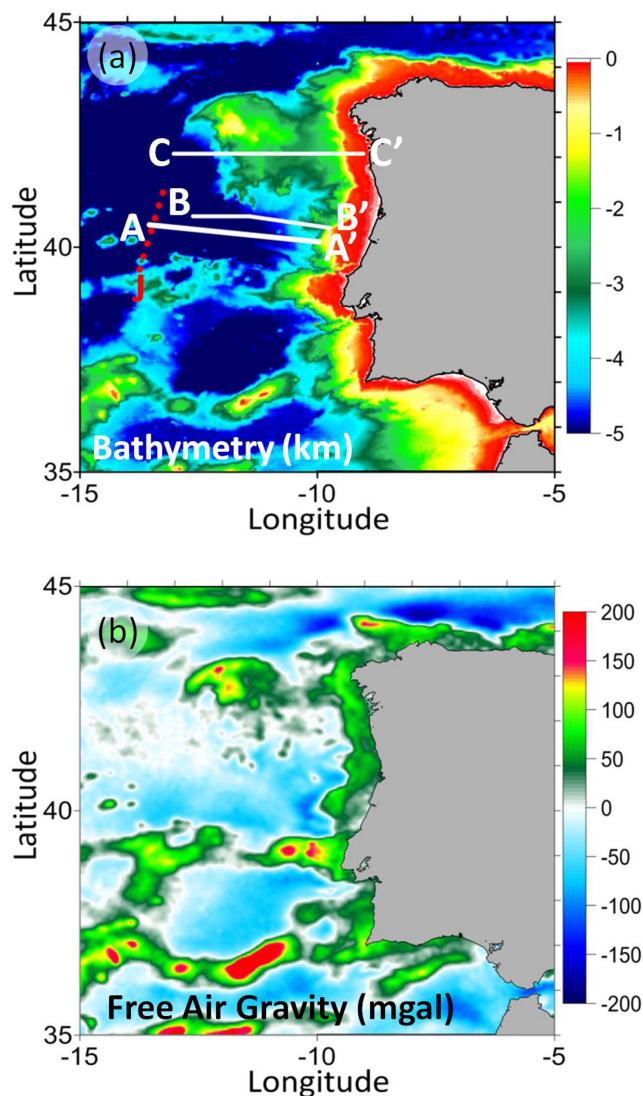 (a)
45
40
35
Latitude
C C'
B B'
A A'
J
Bathymetry (km)
-15 -10 -5
Longitude
0
-1
-2
-3
-4
-5
(b)
45
40
35
Latitude
Free Air Gravity (mgal)
-15 -10 -5
Longitude
200
150
100
50
0
-50
-100
-150
-200